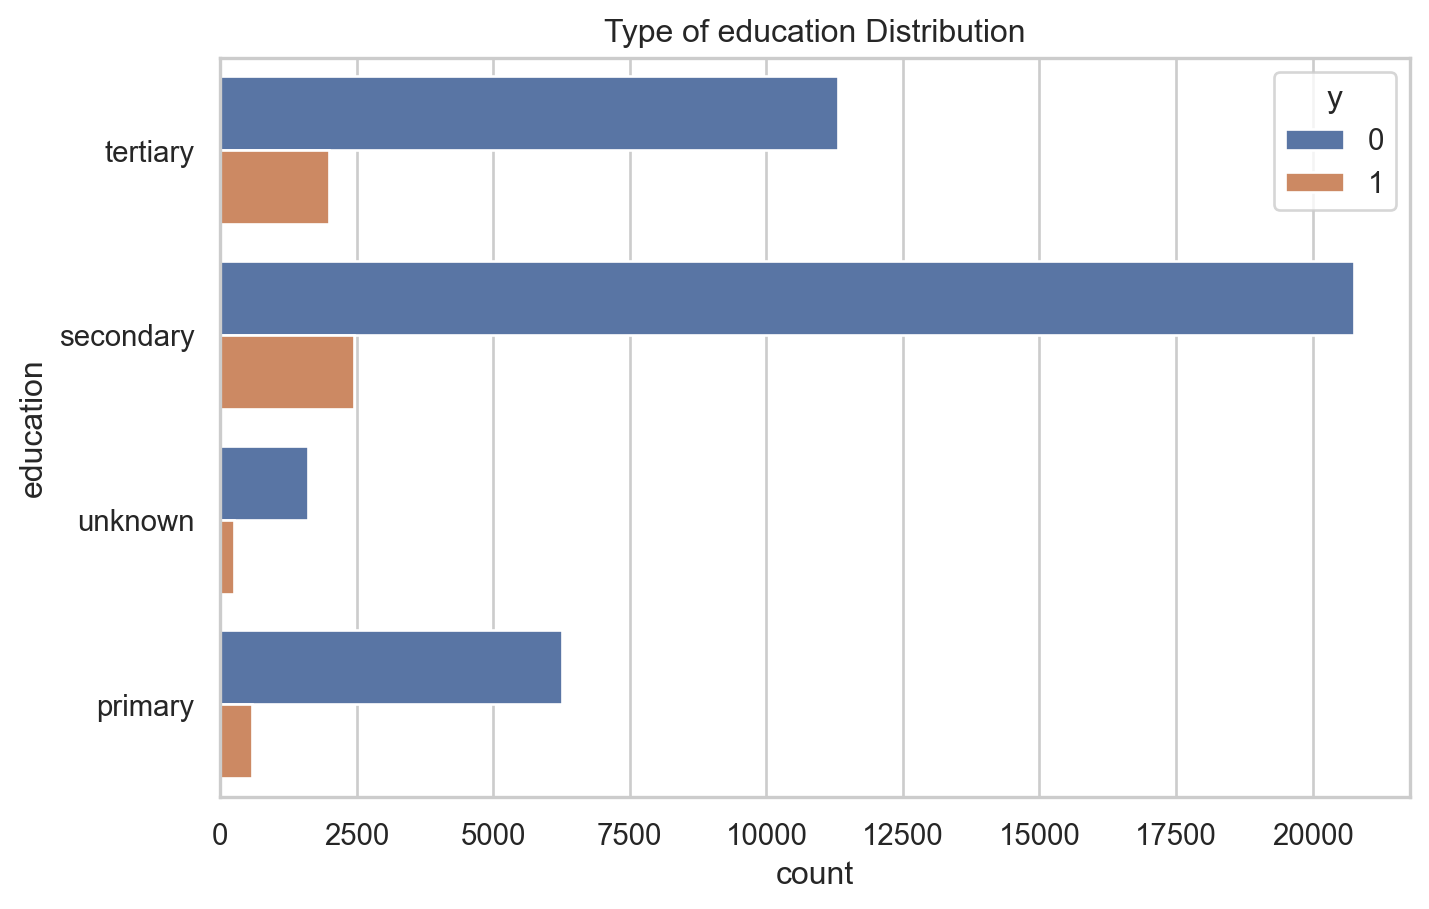 Type of education Distribution
y
0
1
tertiary
secondary
unknown
primary
education
0 2500 5000 7500 10000 12500 15000 17500 20000
count